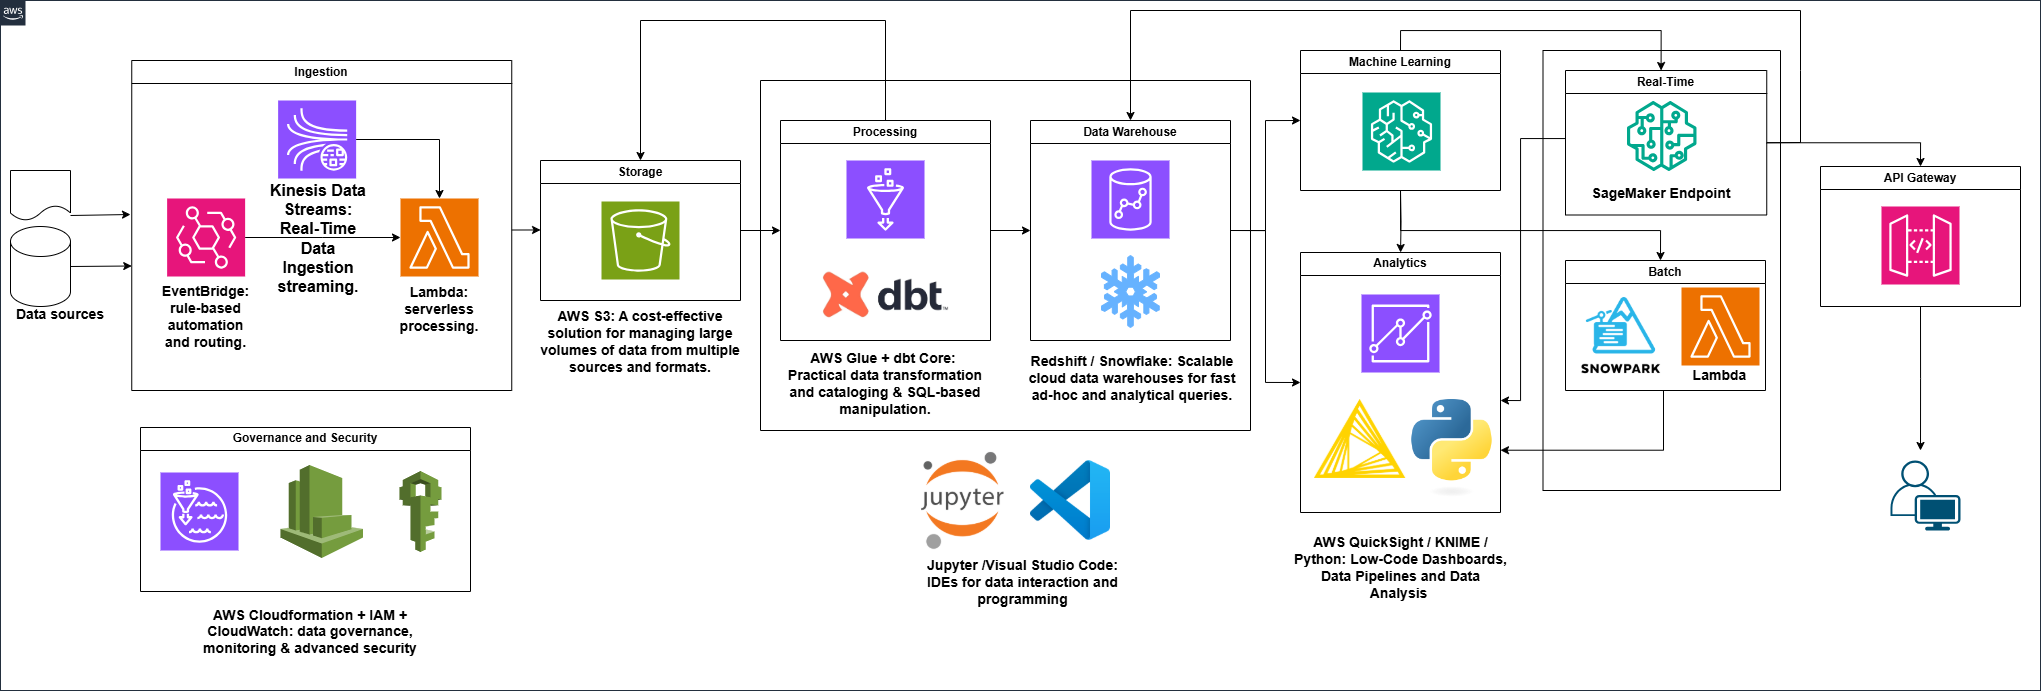 aws
Ingestion
Kinesis Data
Streams:
Real-Time
Data
Ingestion
streaming.
EventBridge:
rule-based
automation
and routing.
Lambda:
serverless
processing.
Data sources
Storage
AWS S3: A cost-effective
solution for managing large
volumes of data from multiple
sources and formats.
Processing
dbt
TM
AWS Glue + dbt Core:
Practical data transformation
and cataloging & SQL-based
manipulation.
Data Warehouse
Redshift / Snowflake: Scalable
cloud data warehouses for fast
ad-hoc and analytical queries.
Machine Learning
Analytics
AWS QuickSight / KNIME /
Python: Low-Code Dashboards,
Data Pipelines and Data
Analysis
Real-Time
SageMaker Endpoint
Batch
SNOWPARK
Lambda
API Gateway
</>
Governance and Security
AWS Cloudformation + IAM +
CloudWatch: data governance,
monitoring & advanced security
jupyter
Jupyter /Visual Studio Code:
IDEs for data interaction and
programming